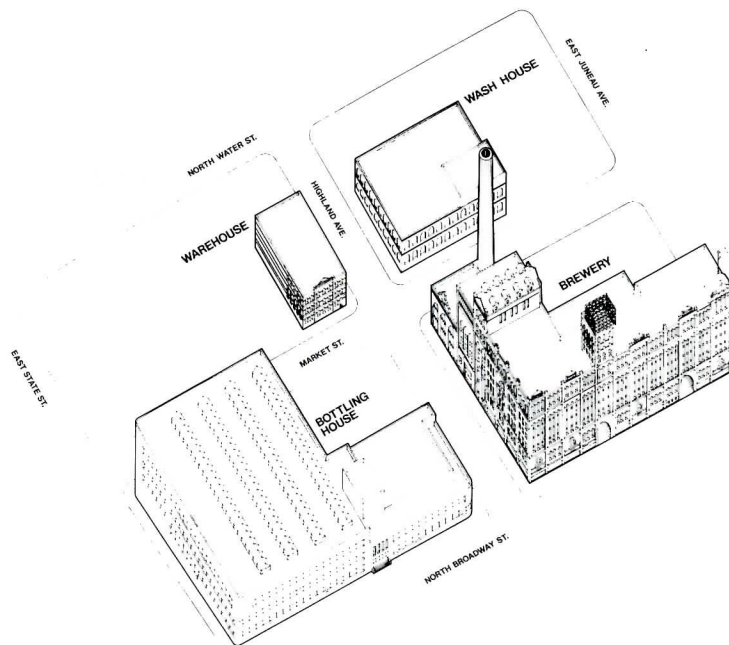 EAST JUNEAU AVE.
WASH HOUSE
NORTH WATER ST.
HIGHLAND AVE.
WAREHOUSE
BREWERY
MARKET ST.
EAST STATE ST.
BOTTLING
HOUSE
NORTH BROADWAY ST.